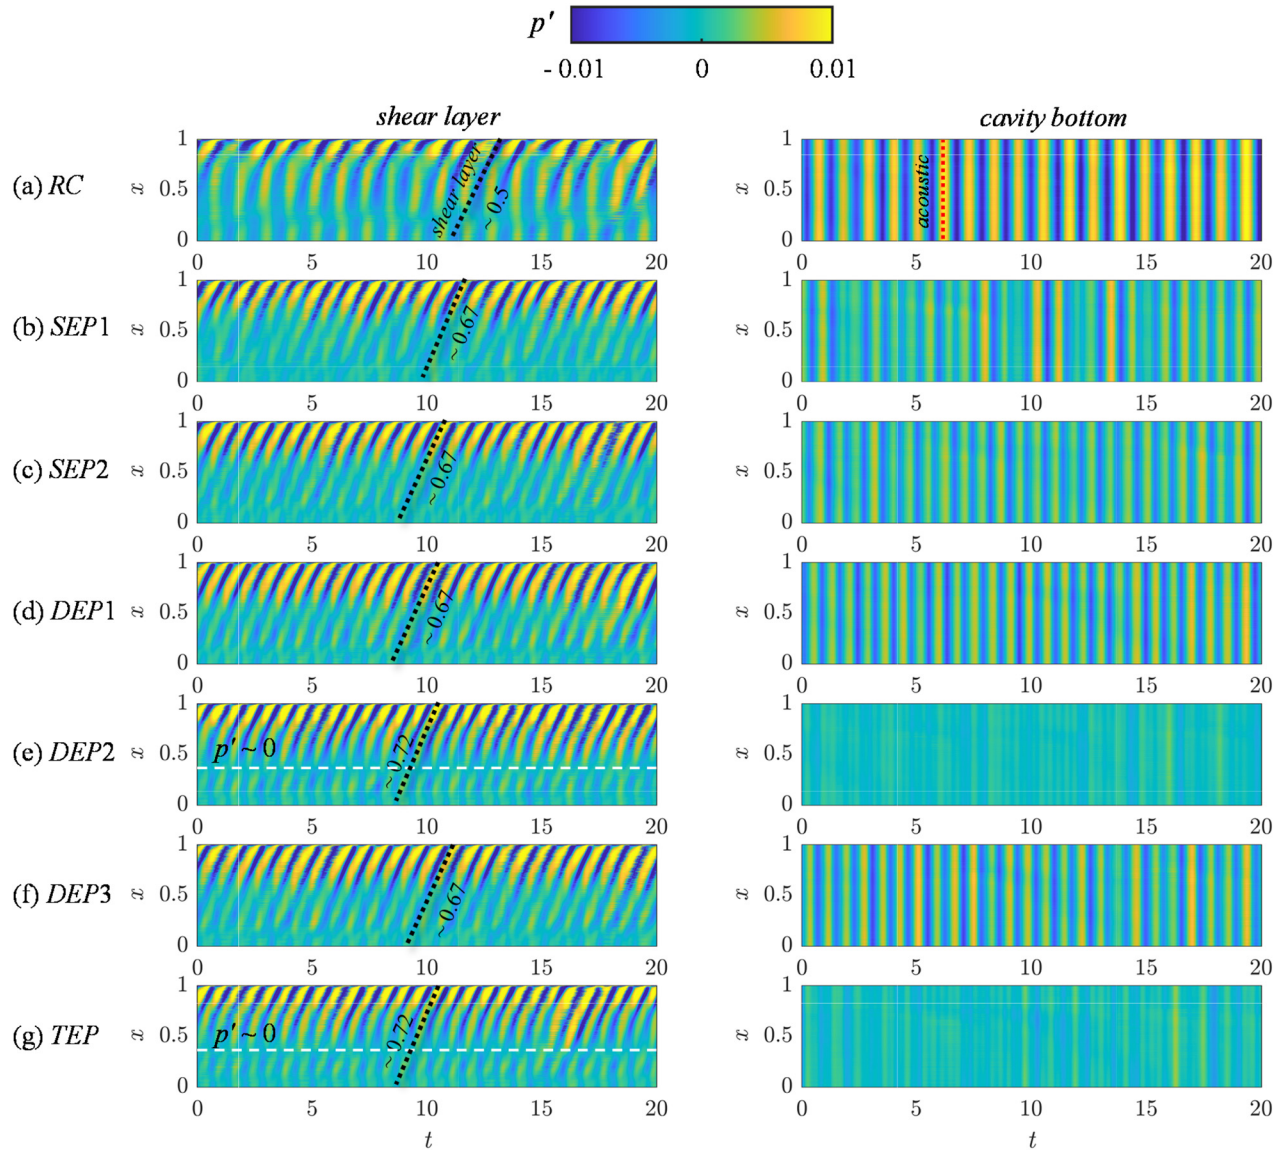 p′
- 0.01 0 0.01
shear layer cavity bottom
(a) RC
x
1
0.5
0
shear layer
~ 0.5
0 5 10 15 20
x
1
0.5
0
acoustic
0 5 10 15 20
(b) SEP1
x
1
0.5
0
~ 0.67
0 5 10 15 20
x
1
0.5
0
0 5 10 15 20
(c) SEP2
x
1
0.5
0
~ 0.67
0 5 10 15 20
x
1
0.5
0
0 5 10 15 20
(d) DEP1
x
1
0.5
0
~ 0.67
0 5 10 15 20
x
1
0.5
0
0 5 10 15 20
(e) DEP2
x
1
0.5
0
p′ ~ 0
~ 0.72
0 5 10 15 20
x
1
0.5
0
0 5 10 15 20
(f) DEP3
x
1
0.5
0
~ 0.67
0 5 10 15 20
x
1
0.5
0
0 5 10 15 20
(g) TEP
x
1
0.5
0
p′ ~ 0
~ 0.72
0 5 10 15 20
t
x
1
0.5
0
0 5 10 15 20
t